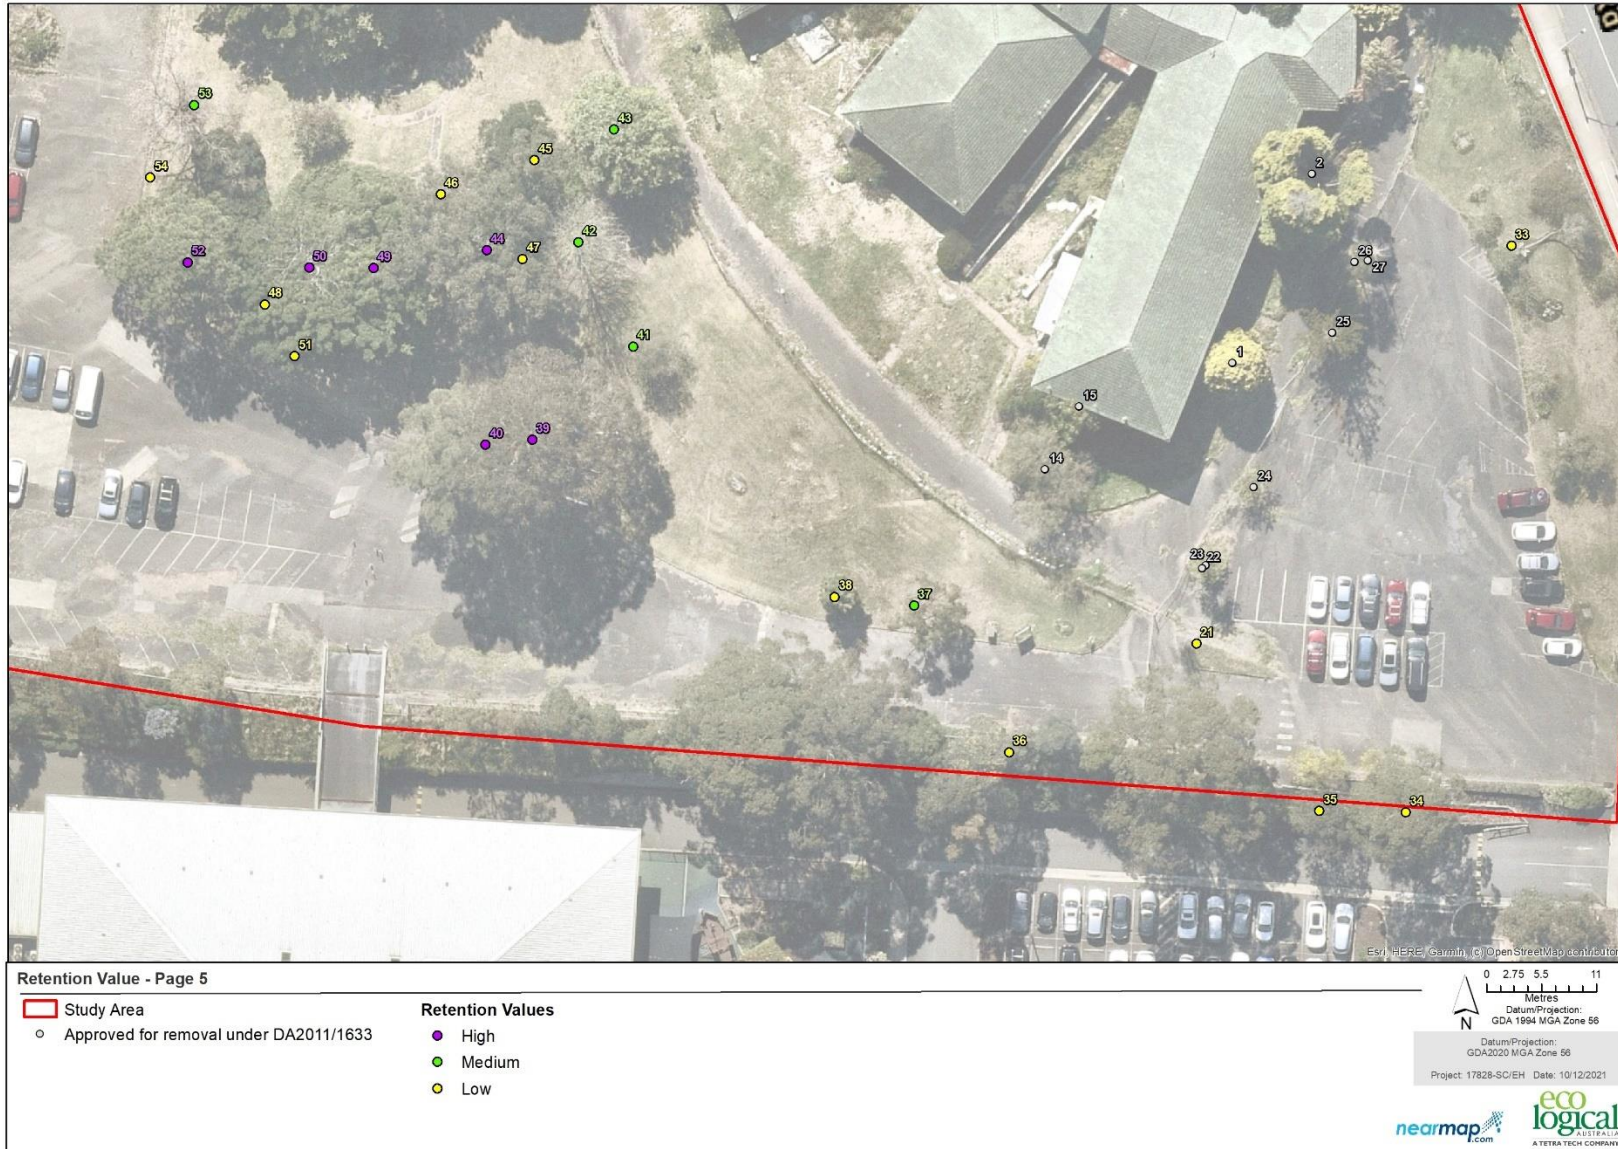 53
43
45
54
2
46
42
33
44
47
26
52
50
49
27
48
25
41
51
1
15
39
40
14
24
23
22
38
37
21
36
35
34
Esri, HERE, Garmin, (c) OpenStreetMap contributor
Retention Value - Page 5
Study Area
Approved for removal under DA2011/1633
Retention Values
High
Medium
Low
0 2.75 5.5 11
Metres
N
Datum/Projection:
GDA 1994 MGA Zone 56
Datum/Projection:
GDA2020 MGA Zone 56
Project: 17828-SC/EH Date: 10/12/2021
nearmap
.com
eco
logical
AUSTRALIA
A TETRA TECH COMPANY